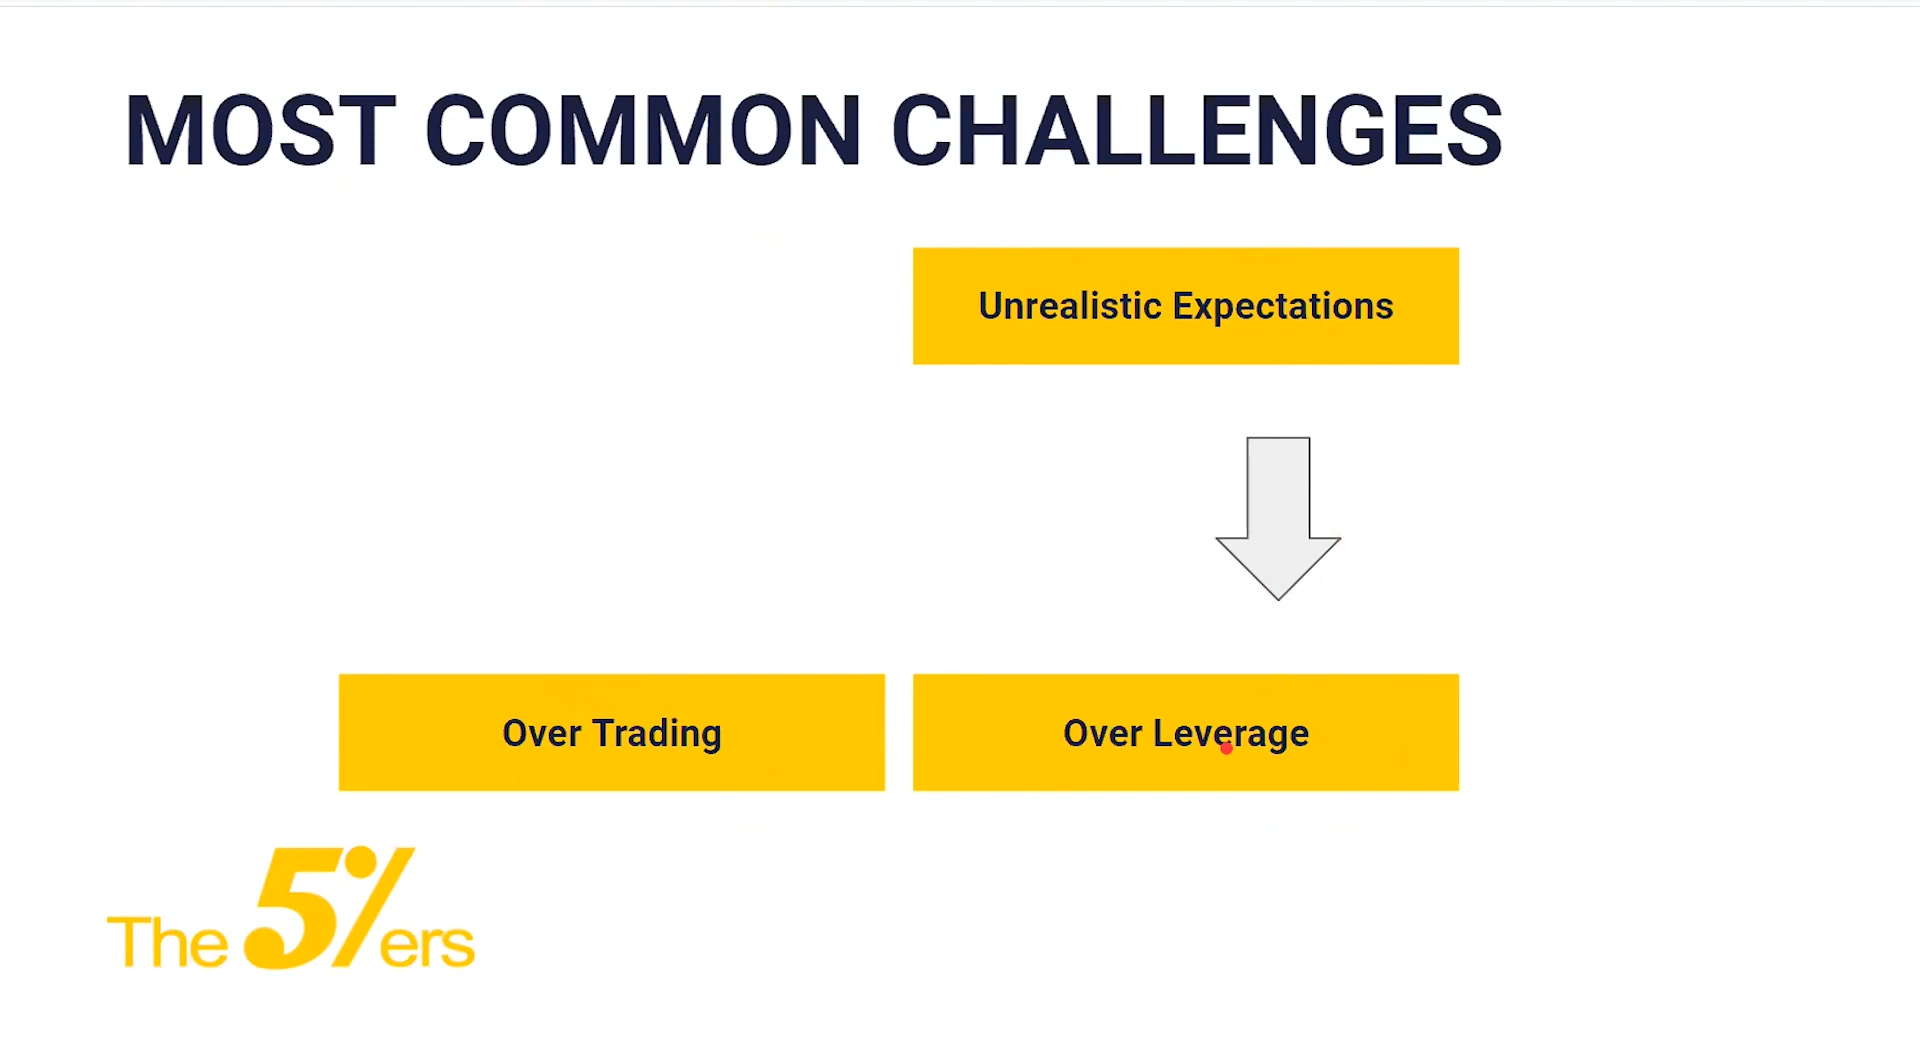 MOST COMMON CHALLENGES
Unrealistic Expectations
Over Trading
Over Leverage
The 5%ers